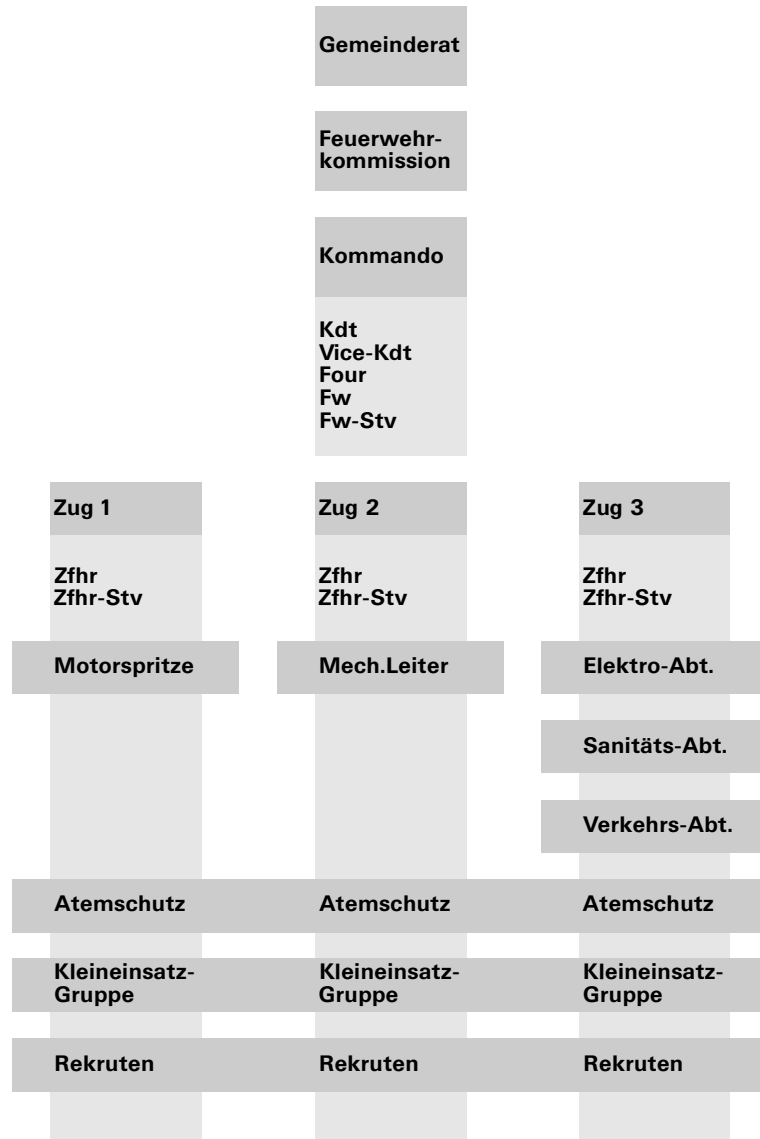 Gemeinderat
Feuerwehr-
kommission
Kommando
Kdt
Vice-Kdt
Four
Fw
Fw-Stv
Zug 1
Zug 2
Zug 3
Zfhr
Zfhr-Stv
Zfhr
Zfhr-Stv
Zfhr
Zfhr-Stv
Motorspritze
Mech.Leiter
Elektro-Abt.
Sanitäts-Abt.
Verkehrs-Abt.
Atemschutz
Atemschutz
Atemschutz
Kleineinsatz-
Gruppe
Kleineinsatz-
Gruppe
Kleineinsatz-
Gruppe
Rekruten
Rekruten
Rekruten